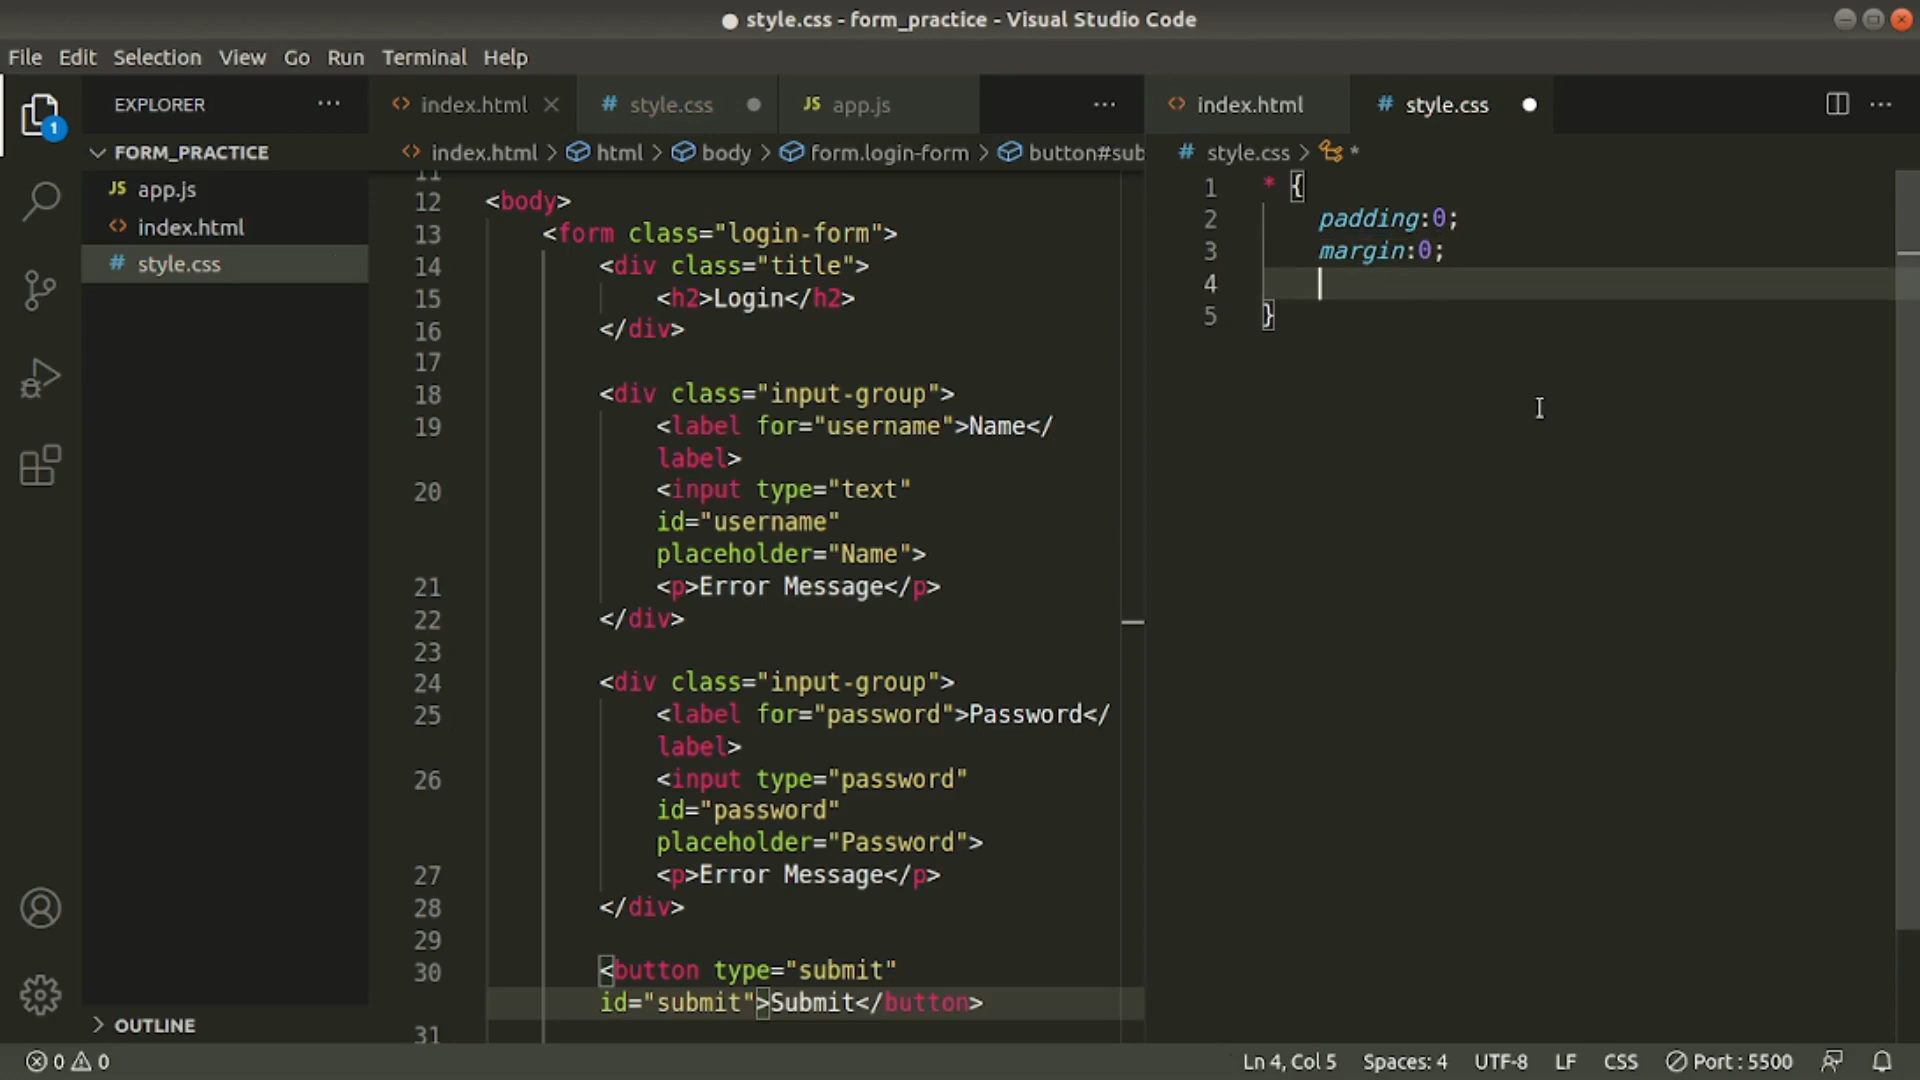 style.css - form_practice - Visual Studio Code
File Edit Selection View Go Run Terminal Help
EXPLORER ···
1
FORM_PRACTICE
JS app.js
<> index.html
# style.css
OUTLINE
<> index.html # style.css JS app.js ···
<> index.html > html > body > form.login-form > button#sub
11
12 <body>
13 <form class="login-form">
14 <div class="title">
15 <h2>Login</h2>
16 </div>
17
18 <div class="input-group">
19 <label for="username">Name</
label>
20 <input type="text"
id="username"
placeholder="Name">
21 <p>Error Message</p>
22 </div>
23
24 <div class="input-group">
25 <label for="password">Password</
label>
26 <input type="password"
id="password"
placeholder="Password">
27 <p>Error Message</p>
28 </div>
29
30 <button type="submit"
id="submit">Submit</button>
31
<> index.html # style.css ···
# style.css > *
1 * {
2 padding:0;
3 margin:0;
4
5 }
0 0 Ln 4, Col 5 Spaces: 4 UTF-8 LF CSS Port : 5500